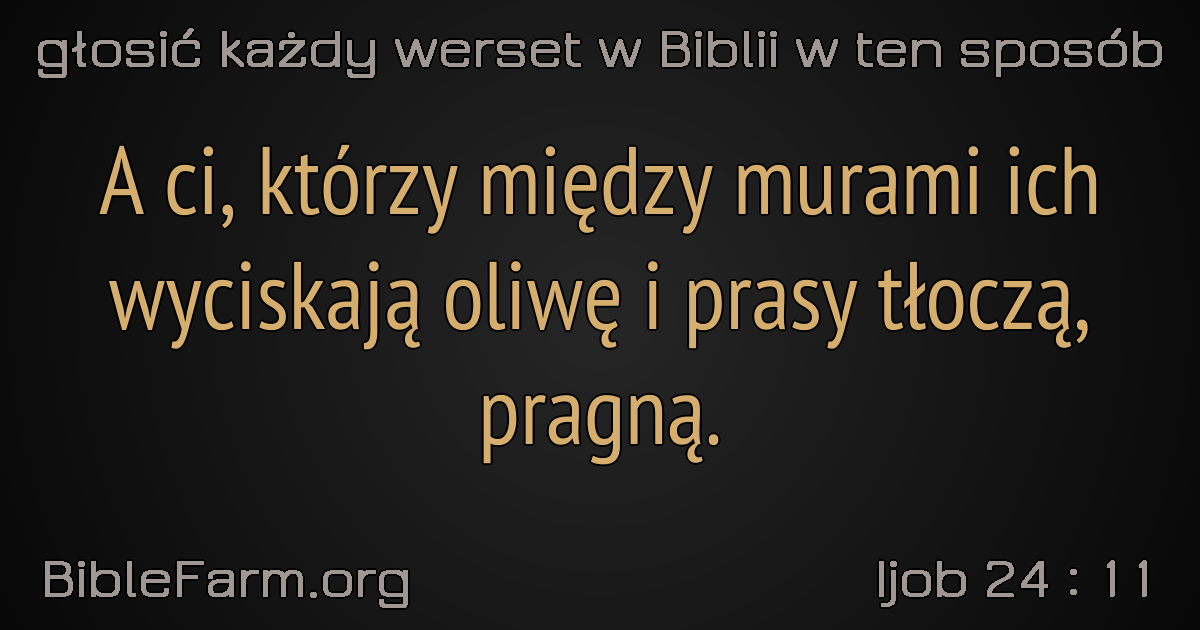 głosić każdy werset w Biblii w ten sposób
A ci, którzy między murami ich
wyciskają oliwę i prasy tłoczą,
pragną.
BibleFarm.org
Ijob 24 : 11